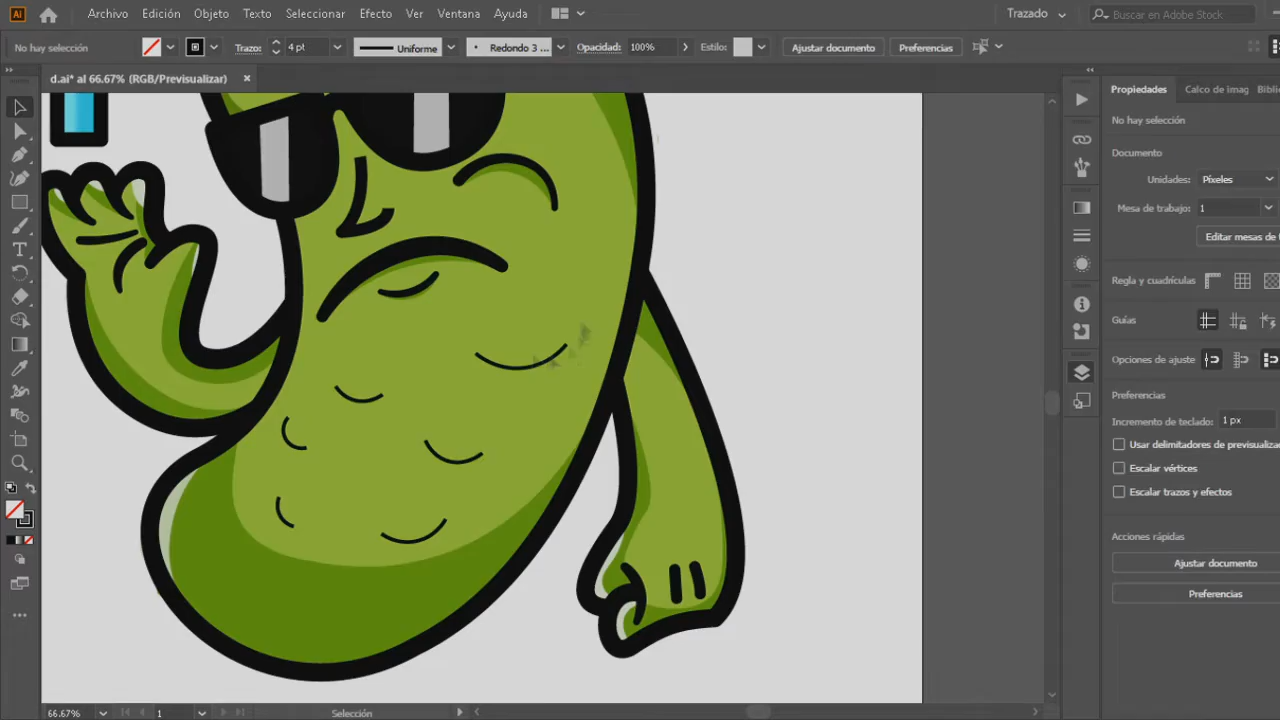 Ai Archivo Edición Objeto Texto Seleccionar Efecto Ver Ventana Ayuda Trazado Buscar en Adobe Stock
No hay selección Trazo: 4 pt Uniforme Redondo 3 ... Opacidad: 100% Estilo: Ajustar documento Preferencias
d.ai* al 66.67% (RGB/Previsualizar)
Propiedades Calco de imag Biblio
No hay selección
Documento
Unidades: Píxeles
Mesa de trabajo: 1
Editar mesas de t
Regla y cuadrículas
Guías
Opciones de ajuste
Preferencias
Incremento de teclado: 1 px
Usar delimitadores de previsualiza
Escalar vértices
Escalar trazos y efectos
Acciones rápidas
Ajustar documento
Preferencias
66.67% 1 Selección